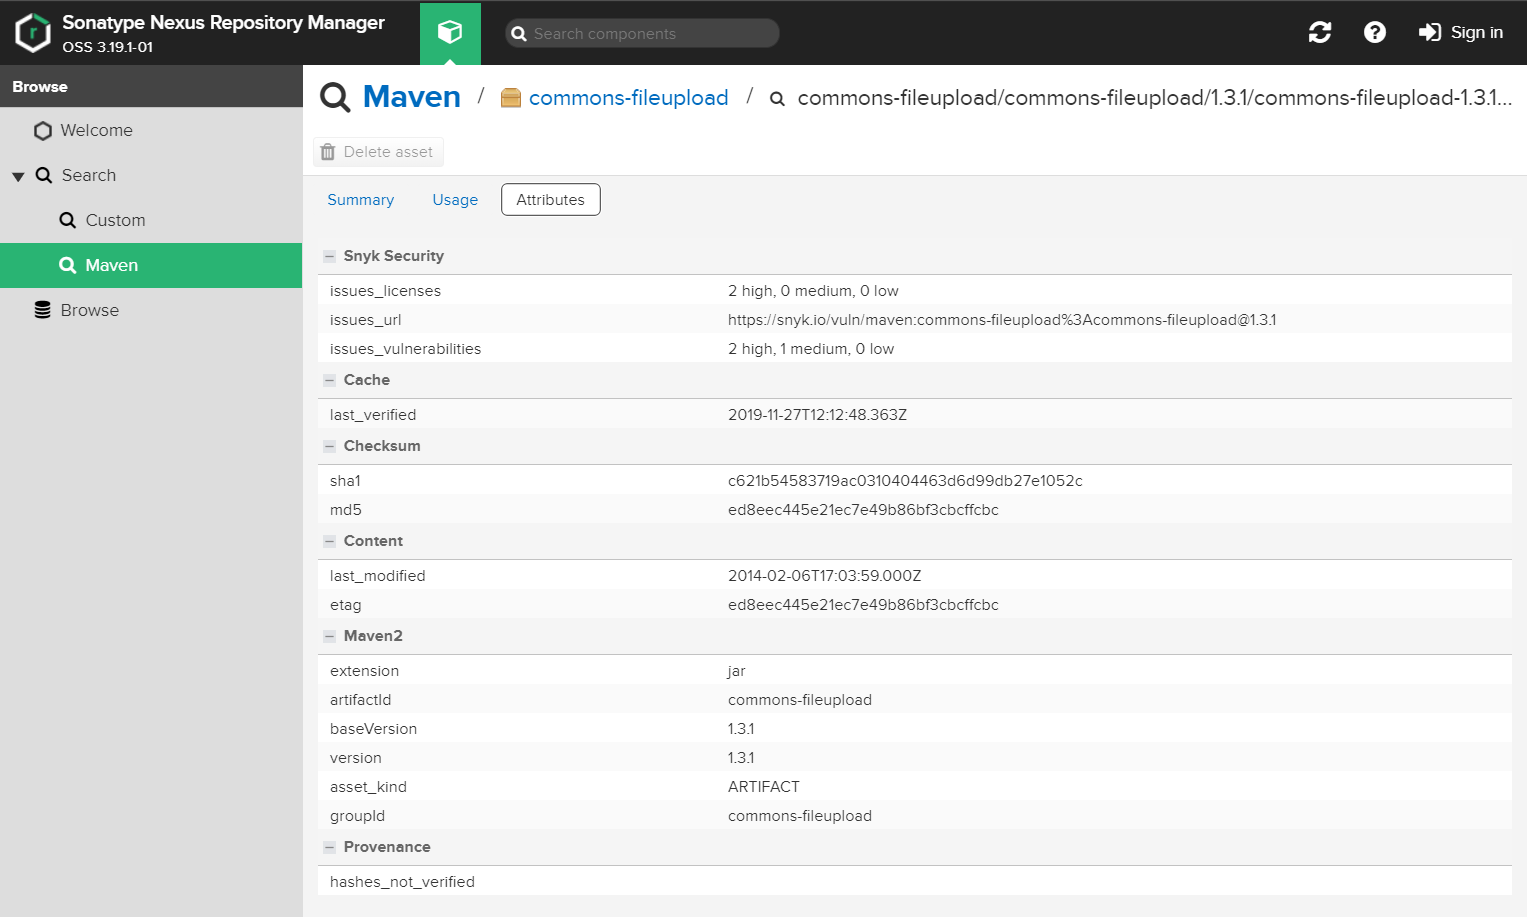 Sonatype Nexus Repository Manager
OSS 3.19.1-01
Search components
Sign in
Browse
Welcome
Search
Custom
Maven
Browse
Maven / commons-fileupload / commons-fileupload/commons-fileupload/1.3.1/commons-fileupload-1.3.1...
Delete asset
Summary Usage Attributes
Snyk Security
issues_licenses 2 high, 0 medium, 0 low
issues_url https://snyk.io/vuln/maven:commons-fileupload%3Acommons-fileupload@1.3.1
issues_vulnerabilities 2 high, 1 medium, 0 low
Cache
last_verified 2019-11-27T12:12:48.363Z
Checksum
sha1 c621b54583719ac0310404463d6d99db27e1052c
md5 ed8eec445e21ec7e49b86bf3cbcffcbc
Content
last_modified 2014-02-06T17:03:59.000Z
etag ed8eec445e21ec7e49b86bf3cbcffcbc
Maven2
extension jar
artifactId commons-fileupload
baseVersion 1.3.1
version 1.3.1
asset_kind ARTIFACT
groupId commons-fileupload
Provenance
hashes_not_verified